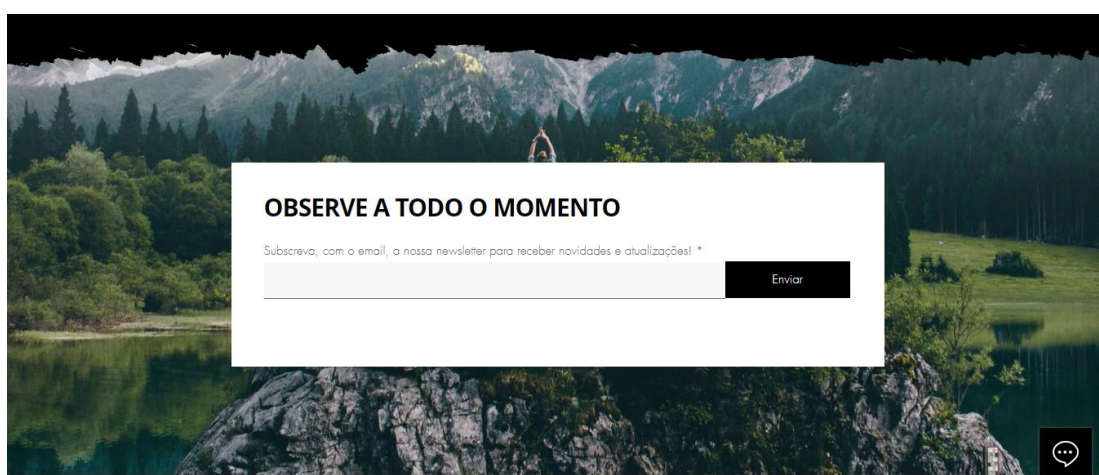 OBSERVE A TODO O MOMENTO
Subscreva, com o email, a nossa newsletter para receber novidades e atualizações! *
Enviar